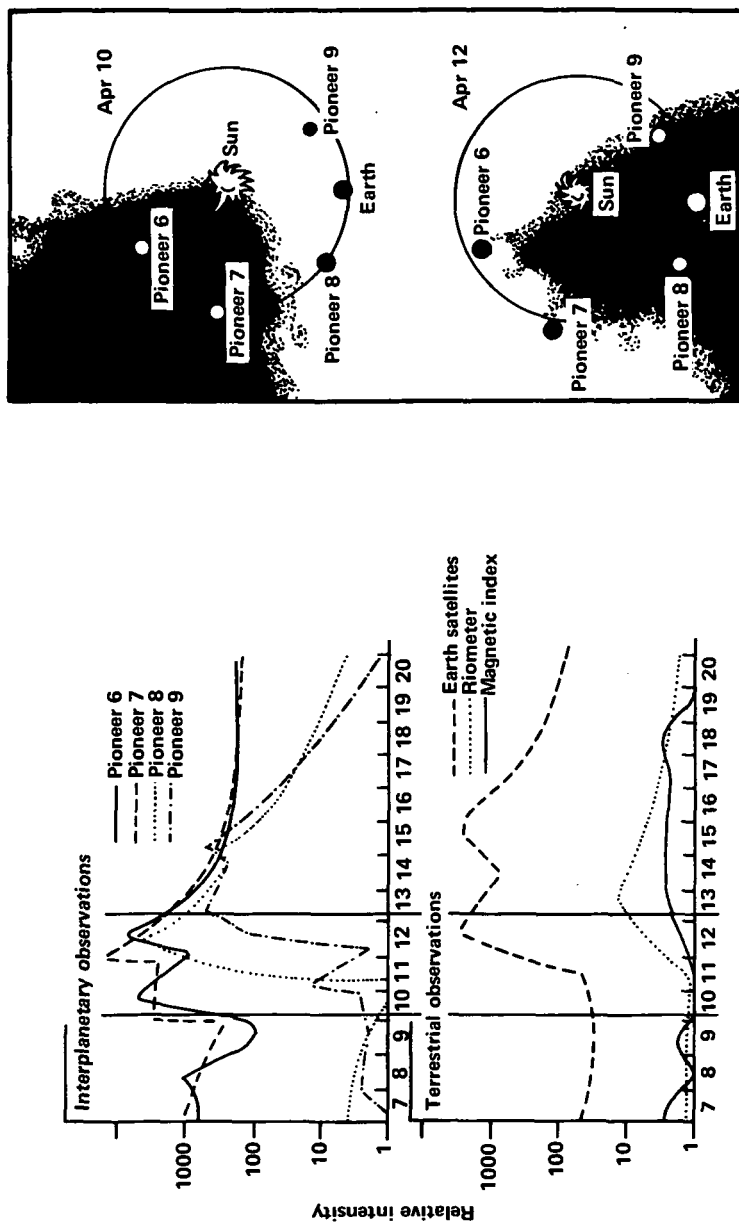 Relative intensity
Interplanetary observations
Pioneer 6
Pioneer 7
Pioneer 8
Pioneer 9
1000
100
10
1
7 8 9 10 11 12 13 14 15 16 17 18 19 20
Terrestrial observations
Earth satellites
Riometer
Magnetic index
1000
10
1
7 8 9 10 11 12 13 14 15 16 17 18 19 20
Apr 10
Pioneer 6
Sun
Pioneer 7
Pioneer 9
Pioneer 8
Earth
Apr 12
Pioneer 6
Pioneer 7
Sun
Pioneer 9
Pioneer 8
Earth